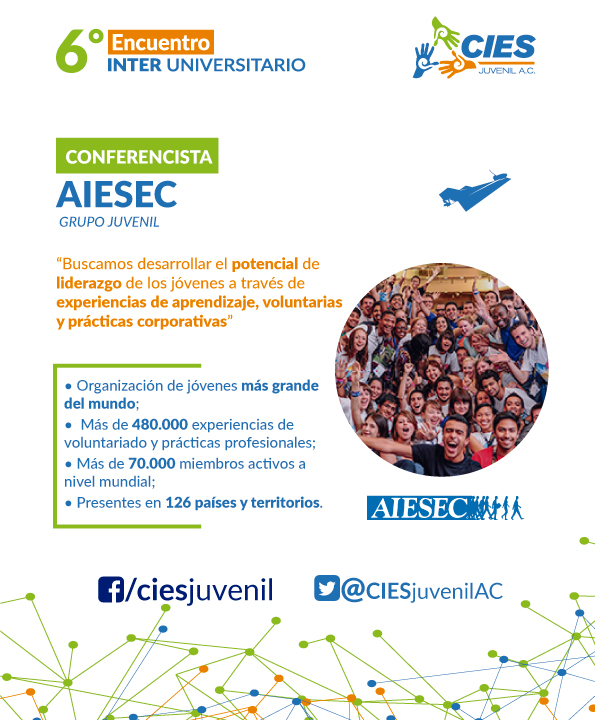 6° Encuentro
INTER UNIVERSITARIO
CIES
JUVENIL A.C.
CONFERENCISTA
AIESEC
GRUPO JUVENIL
“Buscamos desarrollar el potencial de
liderazgo de los jóvenes a través de
experiencias de aprendizaje, voluntarias
y prácticas corporativas”
• Organización de jóvenes más grande
del mundo;
• Más de 480.000 experiencias de
voluntariado y prácticas profesionales;
• Más de 70.000 miembros activos a
nivel mundial;
• Presentes en 126 países y territorios.
AIESEC
/ciesjuvenil
@CIESjuvenilAC